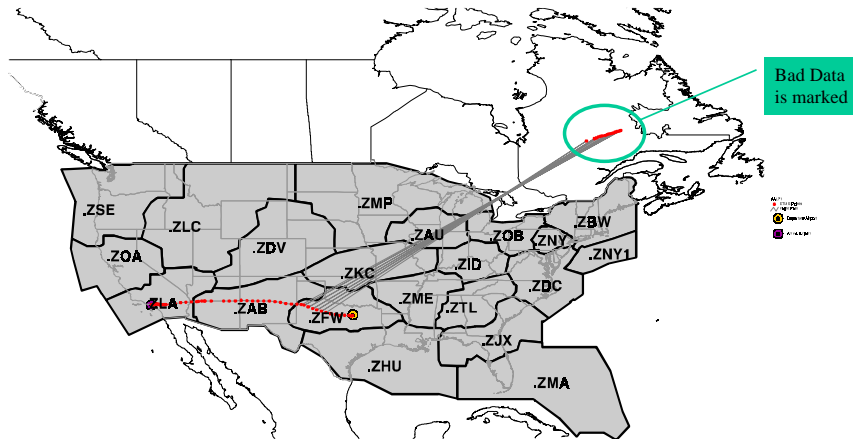 Bad Data
is marked
.ZMP
.ZSE
.ZLC
.ZBW
.ZAU
.ZOB
.ZNY
.ZDV
.ZOA
.ZNY1
.ZID
.ZKC
.ZDC
.ZLA
.ZME
.ZAB
.ZTL
.ZFW
.ZJX
.ZHU
.ZMA